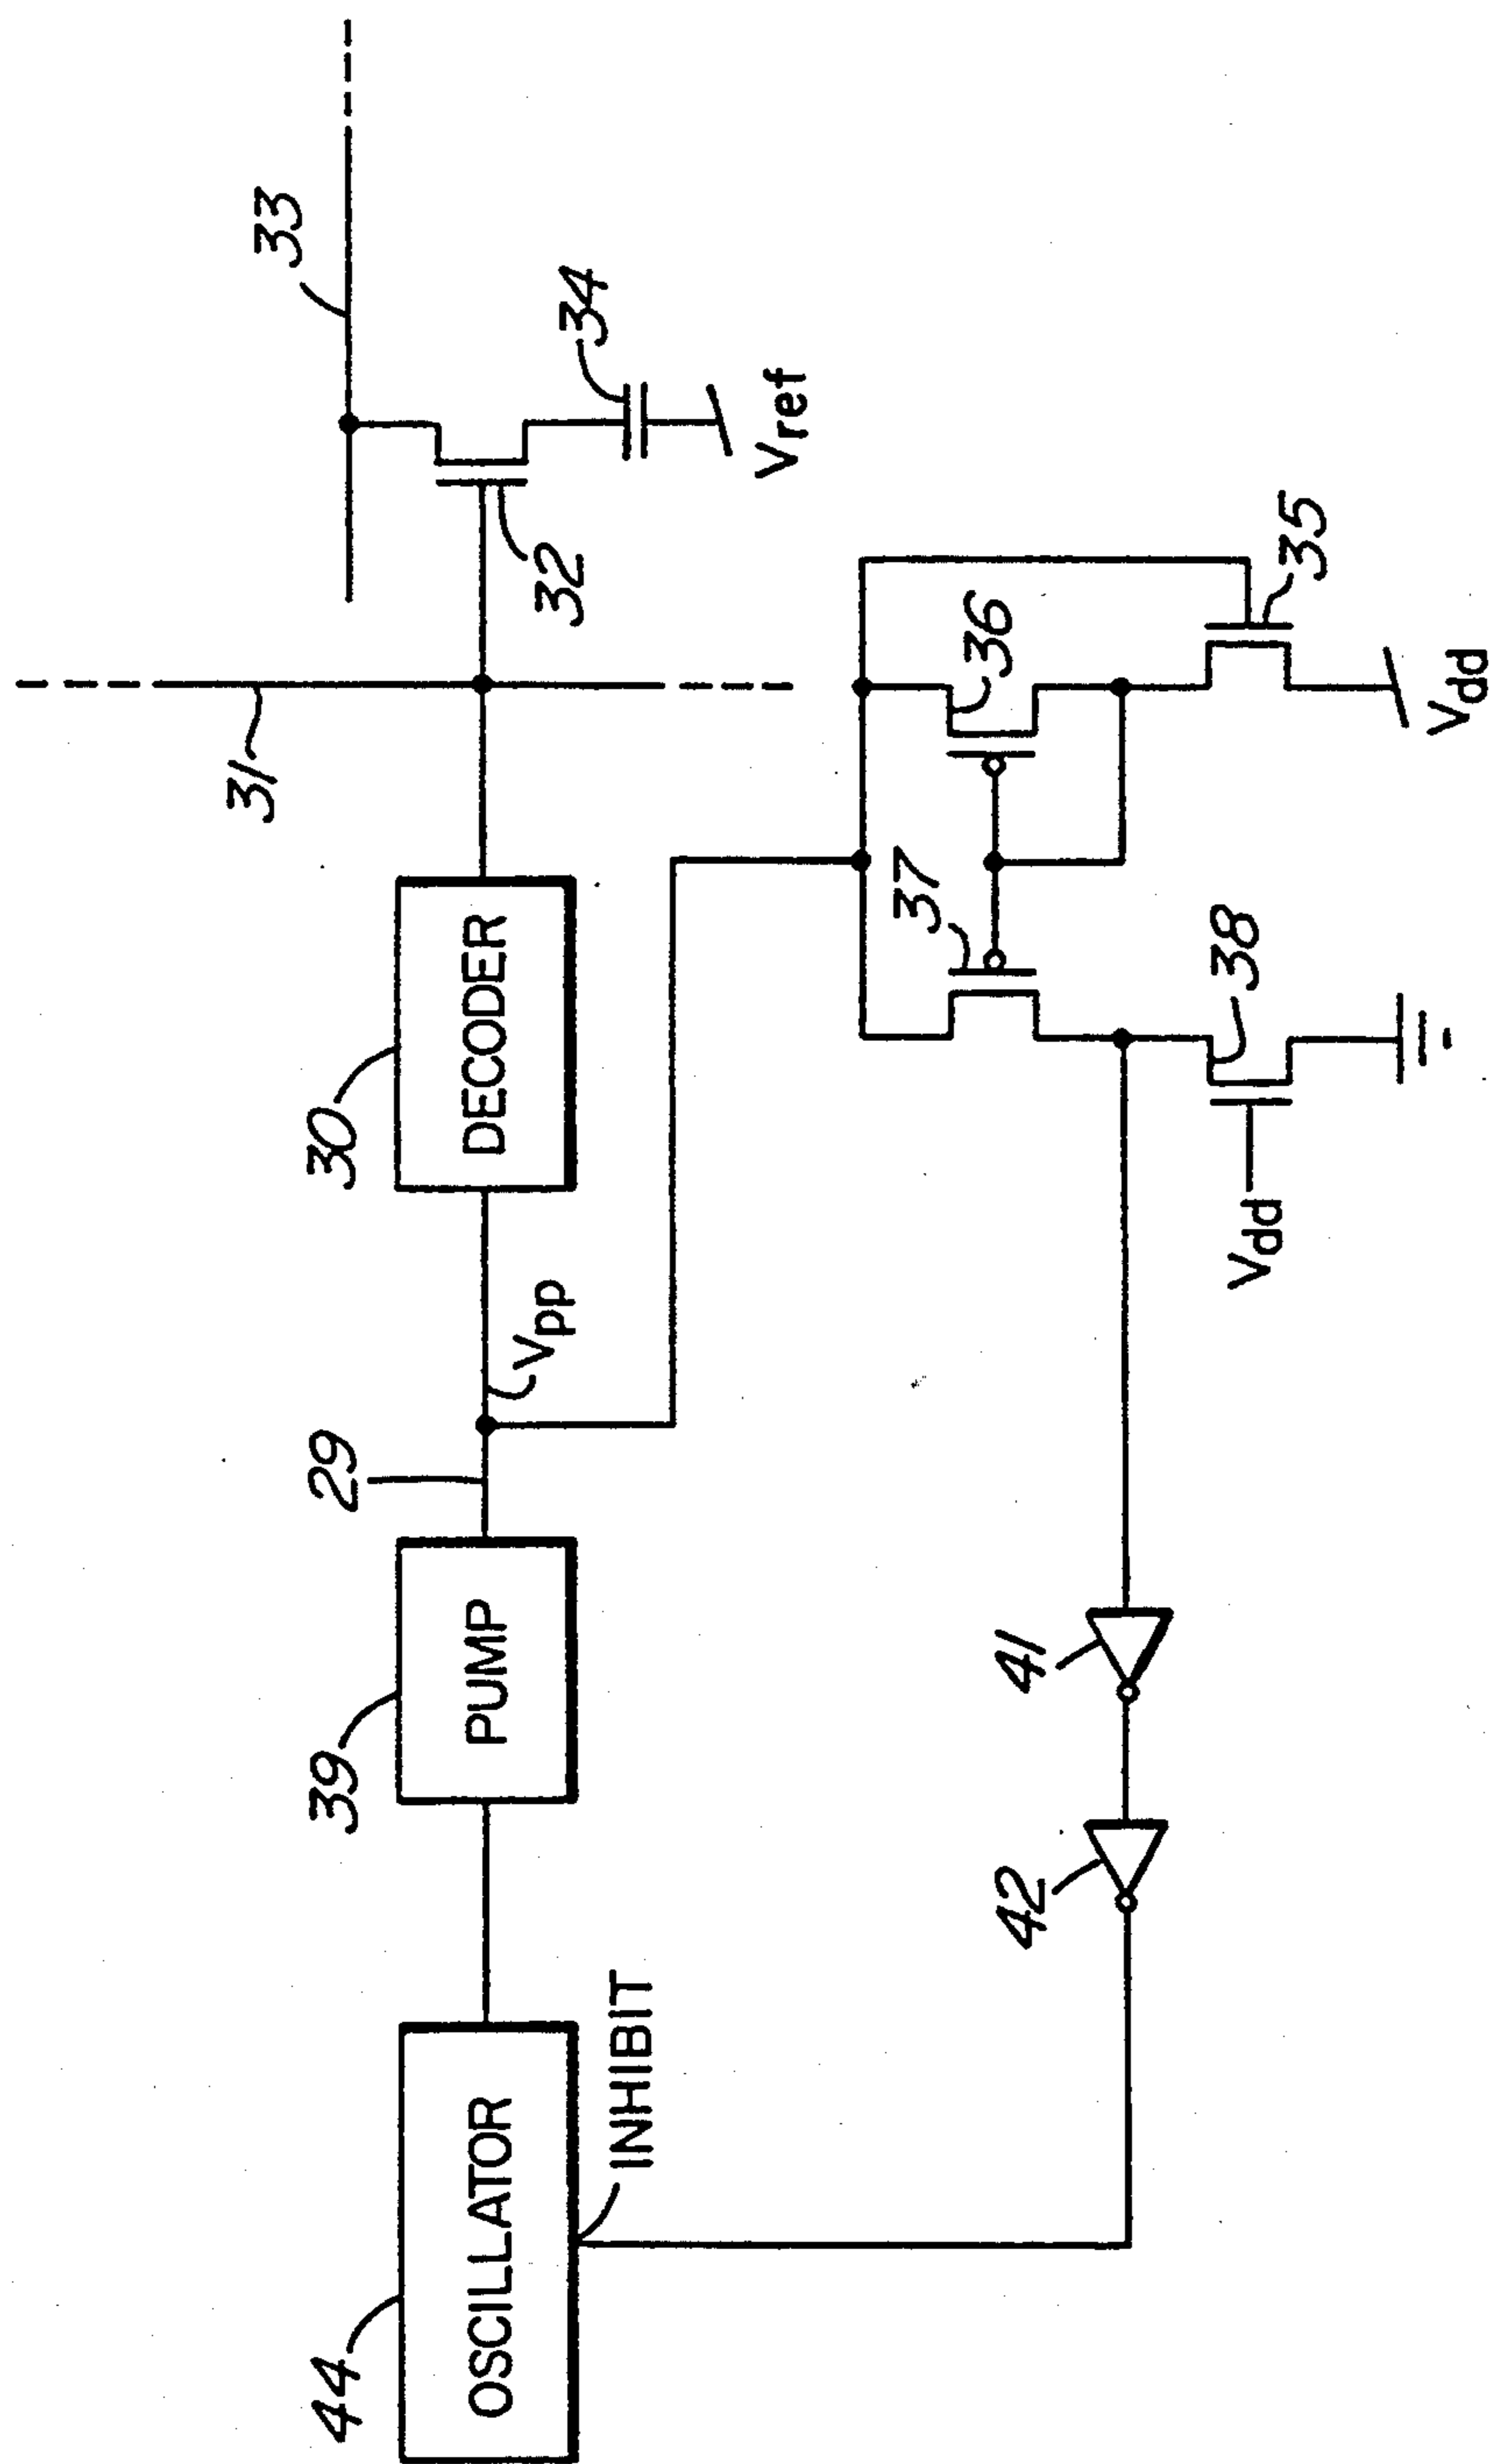 33
34
Vref
32
31
35
36
37
38
Vdd
Vdd
30
DECODER
Vpp
29
39
PUMP
41
42
44
OSCILLATOR
INHIBIT